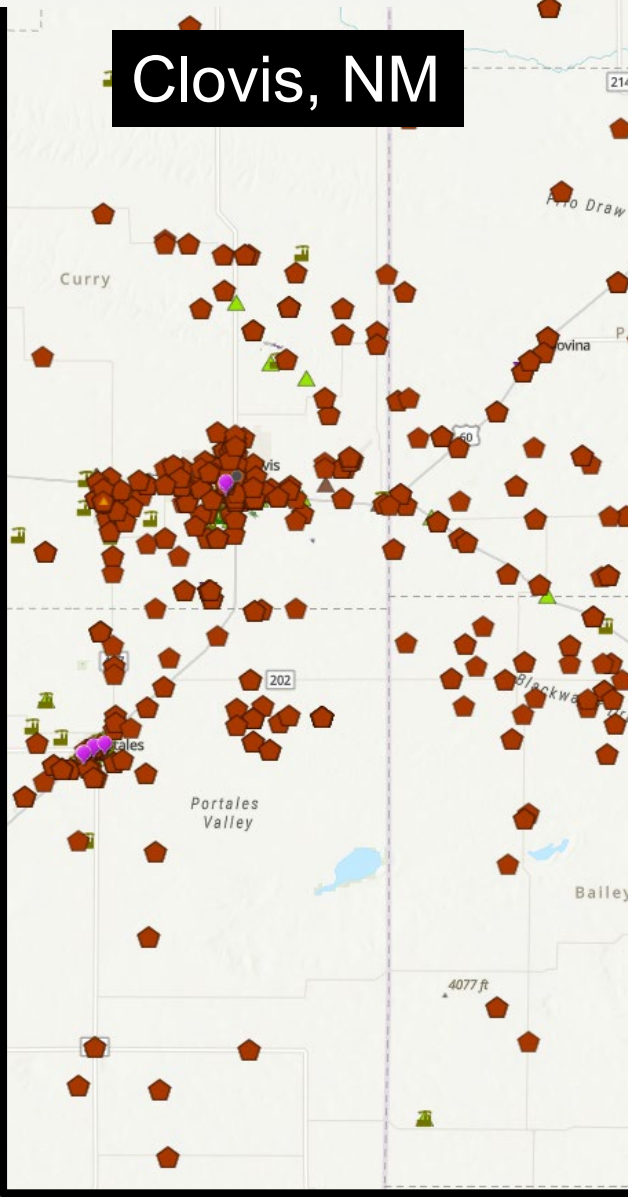 Clovis, NM
214
Frio Draw
Curry
P
ovina
60
vis
202
Blackwa
tales
Portales
Valley
Bailey
4077 ft